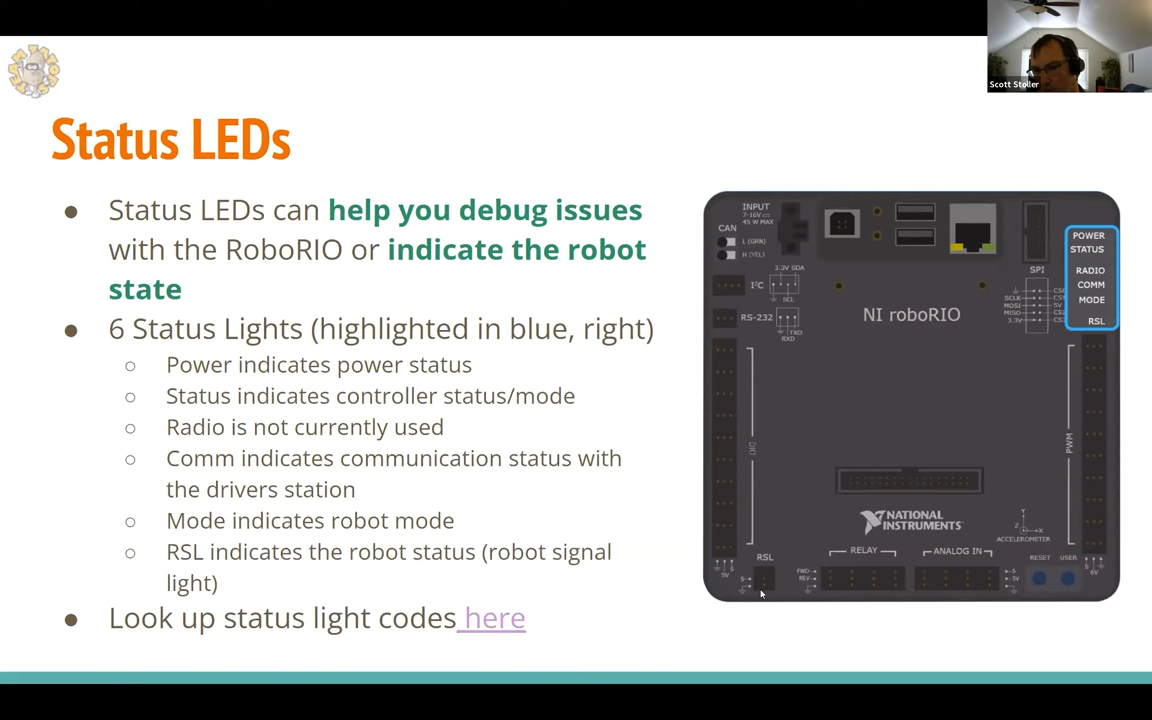 Scott Stoller
Status LEDs
● Status LEDs can help you debug issues
with the RoboRIO or indicate the robot
state
● 6 Status Lights (highlighted in blue, right)
○ Power indicates power status
○ Status indicates controller status/mode
○ Radio is not currently used
○ Comm indicates communication status with
the drivers station
○ Mode indicates robot mode
○ RSL indicates the robot status (robot signal
light)
● Look up status light codes here
INPUT
7-16V
45 W MAX
CAN
L (GRN)
H (YEL)
3.3V SDA
I²C
SCL
RS-232
TXD
RXD
NI roboRIO
SPI
SCLK
MOSI
MISO
3.3V
5V
POWER
STATUS
RADIO
COMM
MODE
RSL
DIO
PWM
NATIONAL
INSTRUMENTS
Y
Z X
ACCELEROMETER
RSL
RELAY
ANALOG IN
RESET
USER
5V S
S
FWD
REV
S
5V
S
6V